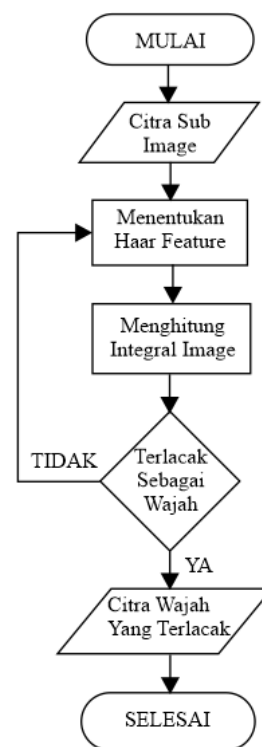 MULAI
Citra Sub
Image
Menentukan
Haar Feature
Menghitung
Integral Image
Terlacak
Sebagai
Wajah
TIDAK
YA
Citra Wajah
Yang Terlacak
SELESAI